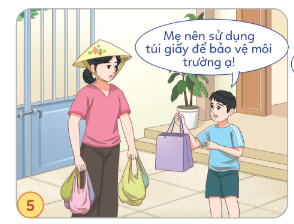 Mẹ nên sử dụng
túi giấy để bảo vệ môi
trường ạ!
5